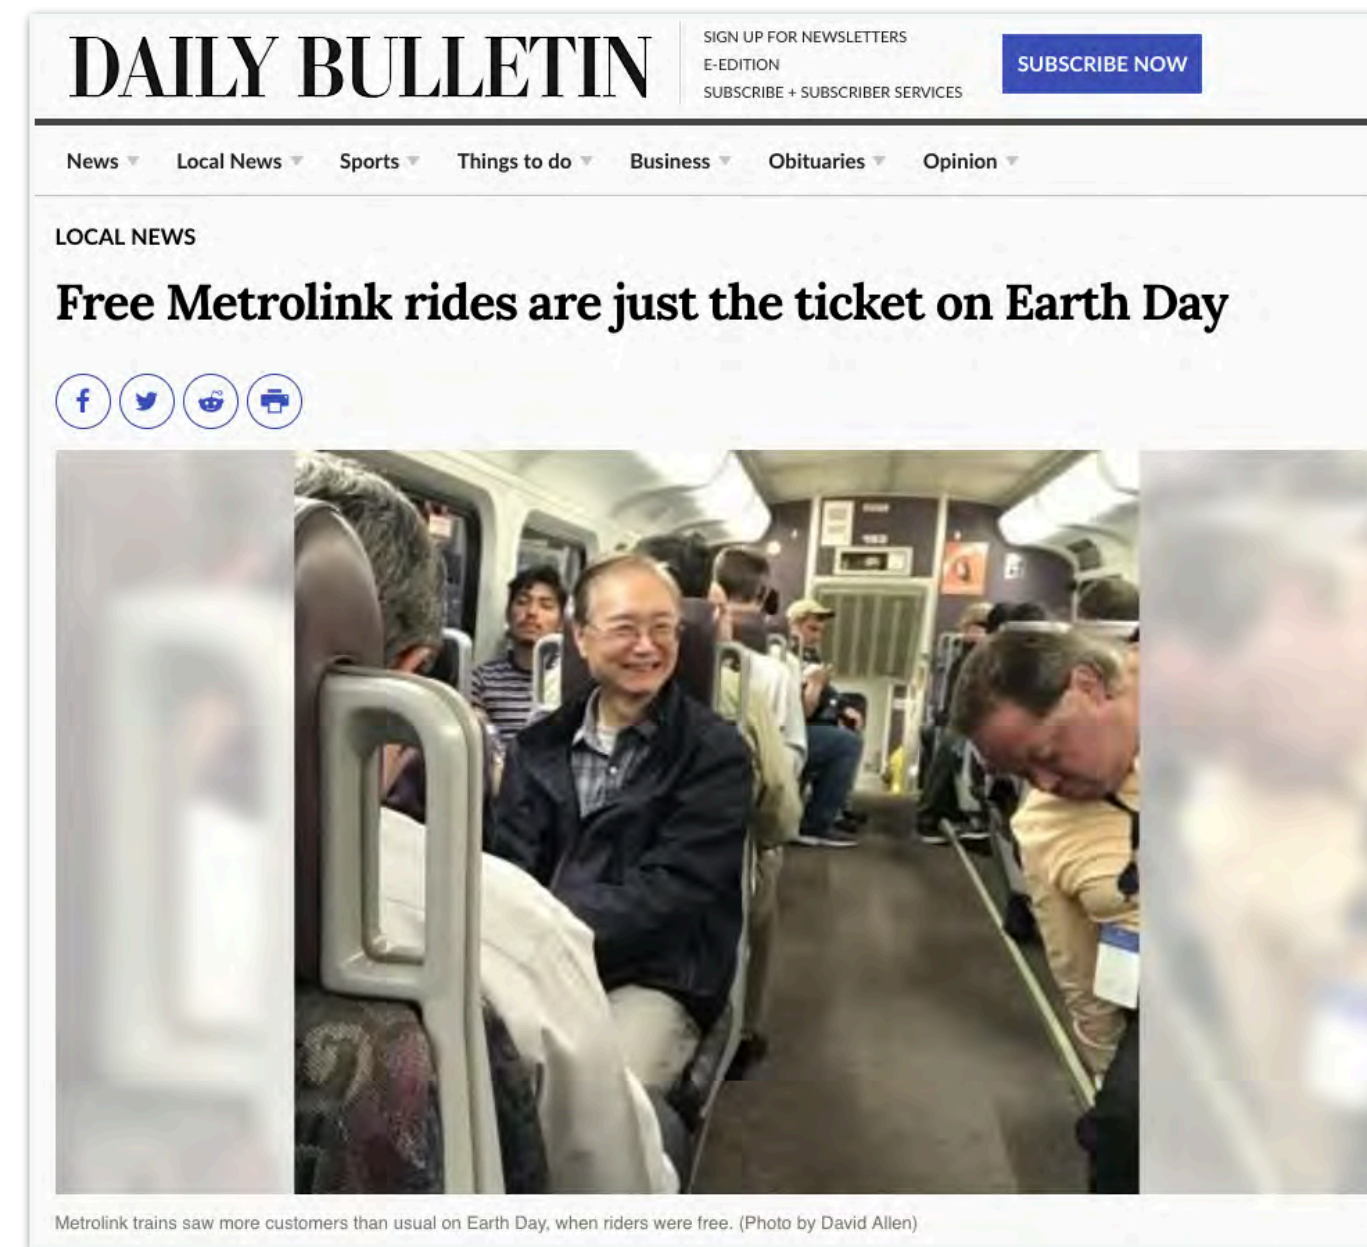 DAILY BULLETIN
SIGN UP FOR NEWSLETTERS
E-EDITION
SUBSCRIBE + SUBSCRIBER SERVICES
SUBSCRIBE NOW
News
Local News
Sports
Things to do
Business
Obituaries
Opinion
LOCAL NEWS
Free Metrolink rides are just the ticket on Earth Day
Metrolink trains saw more customers than usual on Earth Day, when riders were free. (Photo by David Allen)